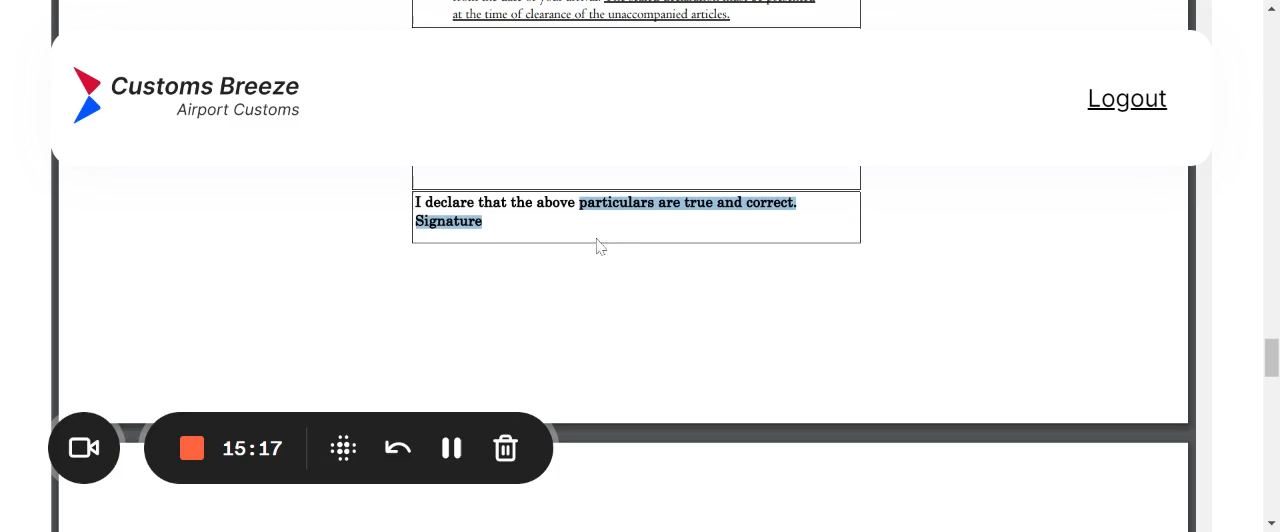 at the time of clearance of the unaccompanied articles.
Customs Breeze
Airport Customs
Logout
I declare that the above particulars are true and correct.
Signature
15:17